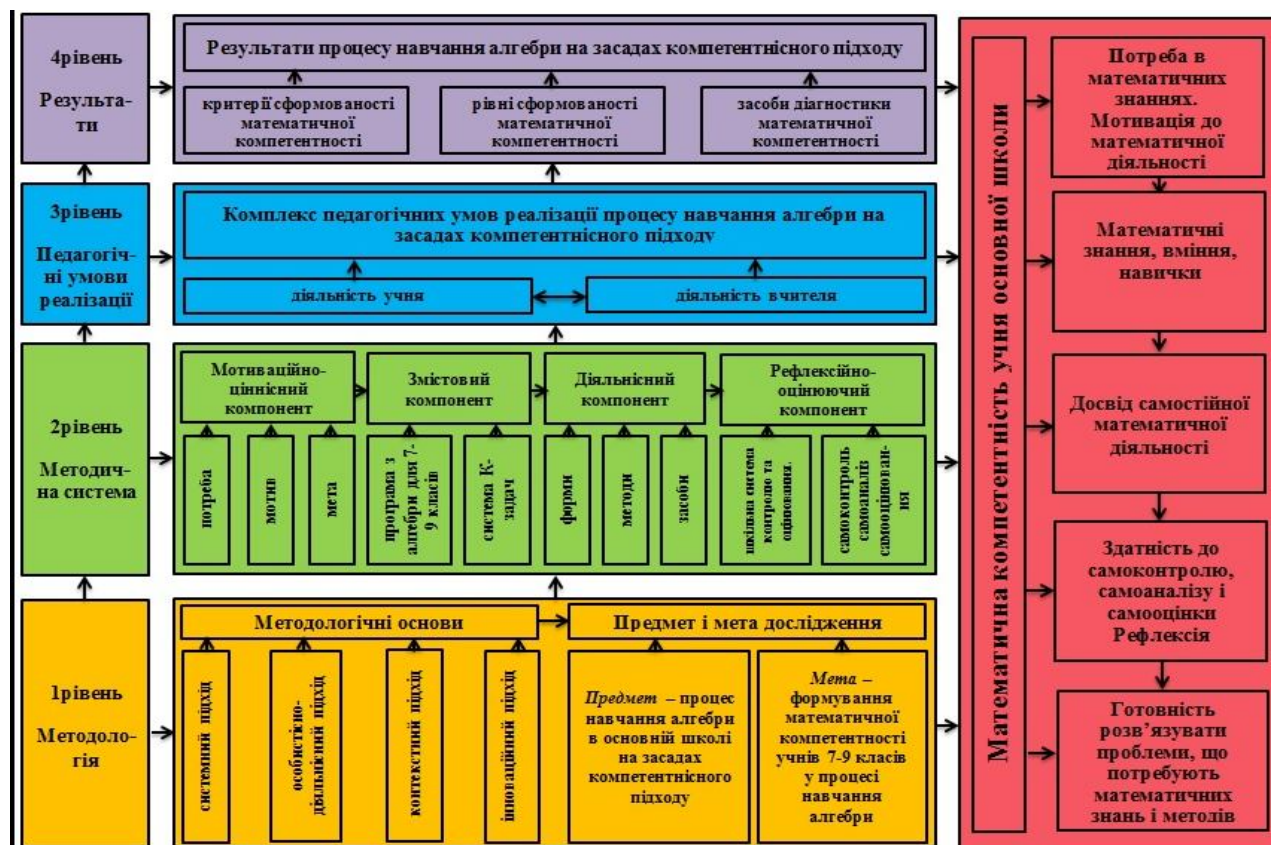 4рівень
Результа-
ти
Результати процесу навчання алгебри на засадах компетентнісного підходу
критерії сформованості
математичної
компетентності
рівні сформованості
математичної
компетентності
засоби діагностики
математичної
компетентності
3рівень
Педагогіч-
ні умови
реалізації
Комплекс педагогічних умов реалізації процесу навчання алгебри на
засадах компетентнісного підходу
діяльність учня
діяльність вчителя
2рівень
Методич-
на система
Мотиваційно-
ціннісний
компонент
Змістовий
компонент
Діяльнісний
компонент
Рефлексійно-
оцінюючий
компонент
потреба
мотив
мета
програма з
алгебри для 7-
9 класів
система К-
задач
форми
методи
засоби
шкільна система
контролю та
оцінювання.
самоконтроль
самоаналіз
самооцінюван-
ня
1рівень
Методоло-
гія
Методологічні основи
Предмет і мета дослідження
системний підхід
особистісно-
діяльнісний підхід
контекстний підхід
інноваційний підхід
Предмет – процес
навчання алгебри
в основній школі
на засадах
компетентнісного
підходу
Мета –
формування
математичної
компетентності
учнів 7-9 класів
у процесі
навчання
алгебри
Математична компетентність учня основної школи
Потреба в
математичних
знаннях.
Мотивація до
математичної
діяльності
Математичні
знання, вміння,
навички
Досвід самостійної
математичної
діяльності
Здатність до
самоконтролю,
самоаналізу і
самооцінки
Рефлексія
Готовність
розв’язувати
проблеми, що
потребують
математичних
знань і метолів